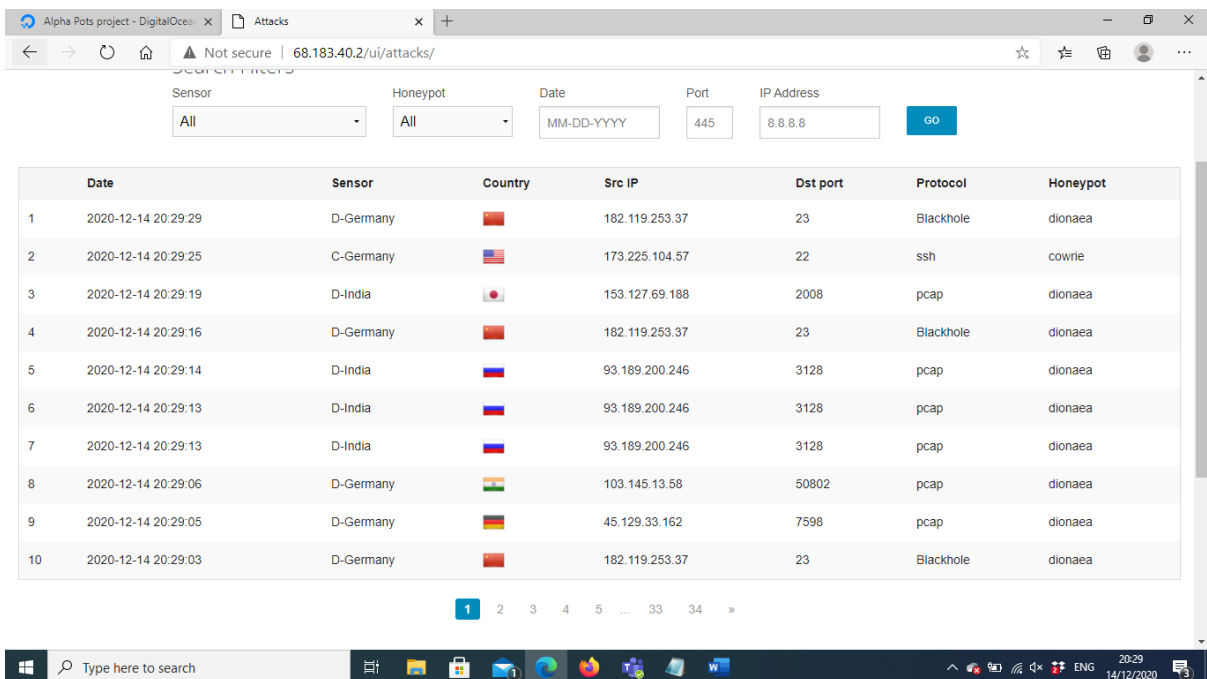 Alpha Pots project - DigitalOcea
Attacks
Not secure | 68.183.40.2/ui/attacks/
Search Filters
Sensor Honeypot Date Port IP Address
All All MM-DD-YYYY 445 8.8.8.8 GO
Date Sensor Country Src IP Dst port Protocol Honeypot
1 2020-12-14 20:29:29 D-Germany 182.119.253.37 23 Blackhole dionaea
2 2020-12-14 20:29:25 C-Germany 173.225.104.57 22 ssh cowrie
3 2020-12-14 20:29:19 D-India 153.127.69.188 2008 pcap dionaea
4 2020-12-14 20:29:16 D-Germany 182.119.253.37 23 Blackhole dionaea
5 2020-12-14 20:29:14 D-India 93.189.200.246 3128 pcap dionaea
6 2020-12-14 20:29:13 D-India 93.189.200.246 3128 pcap dionaea
7 2020-12-14 20:29:13 D-India 93.189.200.246 3128 pcap dionaea
8 2020-12-14 20:29:06 D-Germany 103.145.13.58 50802 pcap dionaea
9 2020-12-14 20:29:05 D-Germany 45.129.33.162 7598 pcap dionaea
10 2020-12-14 20:29:03 D-Germany 182.119.253.37 23 Blackhole dionaea
1 2 3 4 5 ... 33 34 »
Type here to search
ENG
20:29
14/12/2020